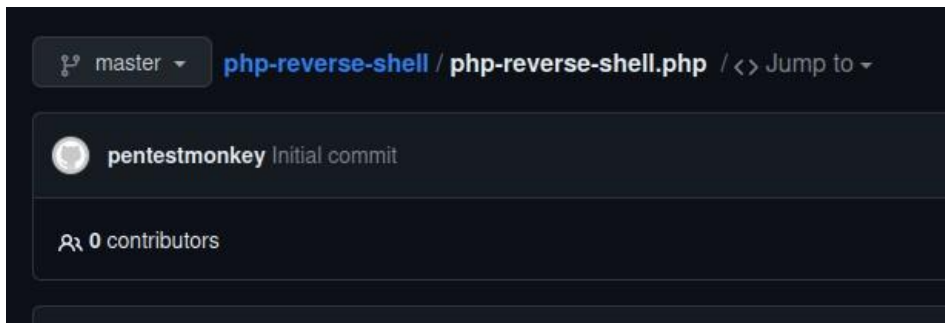 master php-reverse-shell / php-reverse-shell.php / <> Jump to
pentestmonkey Initial commit
0 contributors